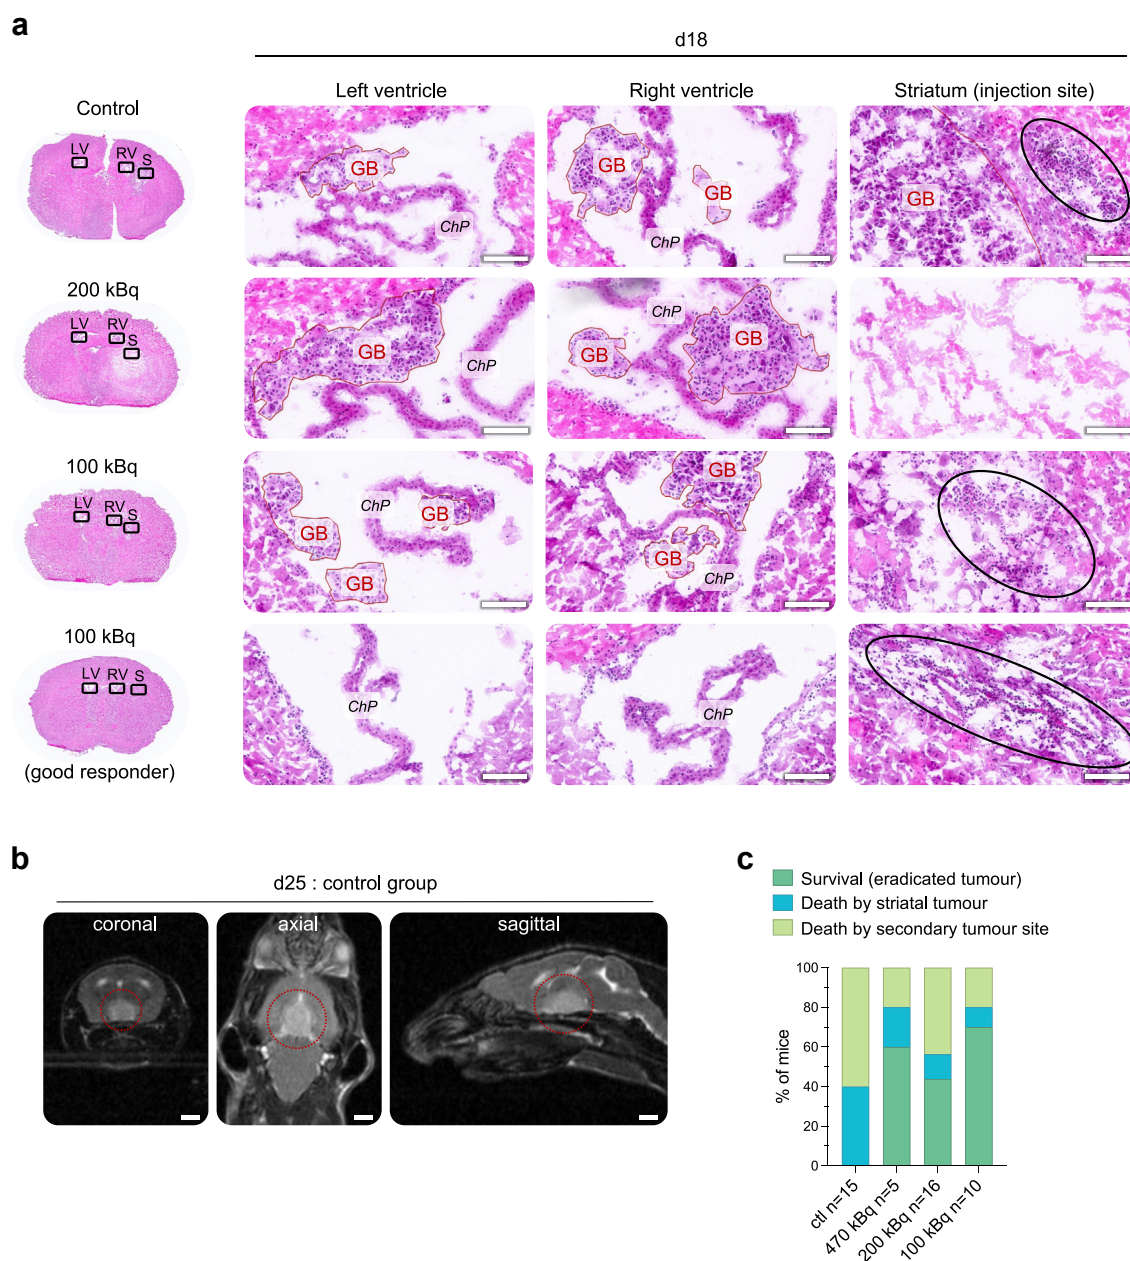 a
d18
Left ventricle
Right ventricle
Striatum (injection site)
Control
LV
RV
S
GB
ChP
GB
GB
ChP
GB
200 kBq
LV
RV
S
GB
ChP
ChP
GB
GB
100 kBq
LV
RV
S
GB
ChP
GB
GB
GB
GB
ChP
100 kBq
LV
RV
S
(good responder)
ChP
ChP
b
d25 : control group
coronal
axial
sagittal
c
Survival (eradicated tumour)
Death by striatal tumour
Death by secondary tumour site
% of mice
100
80
60
40
20
0
ctl n=15
470 kBq n=5
200 kBq n=16
100 kBq n=10